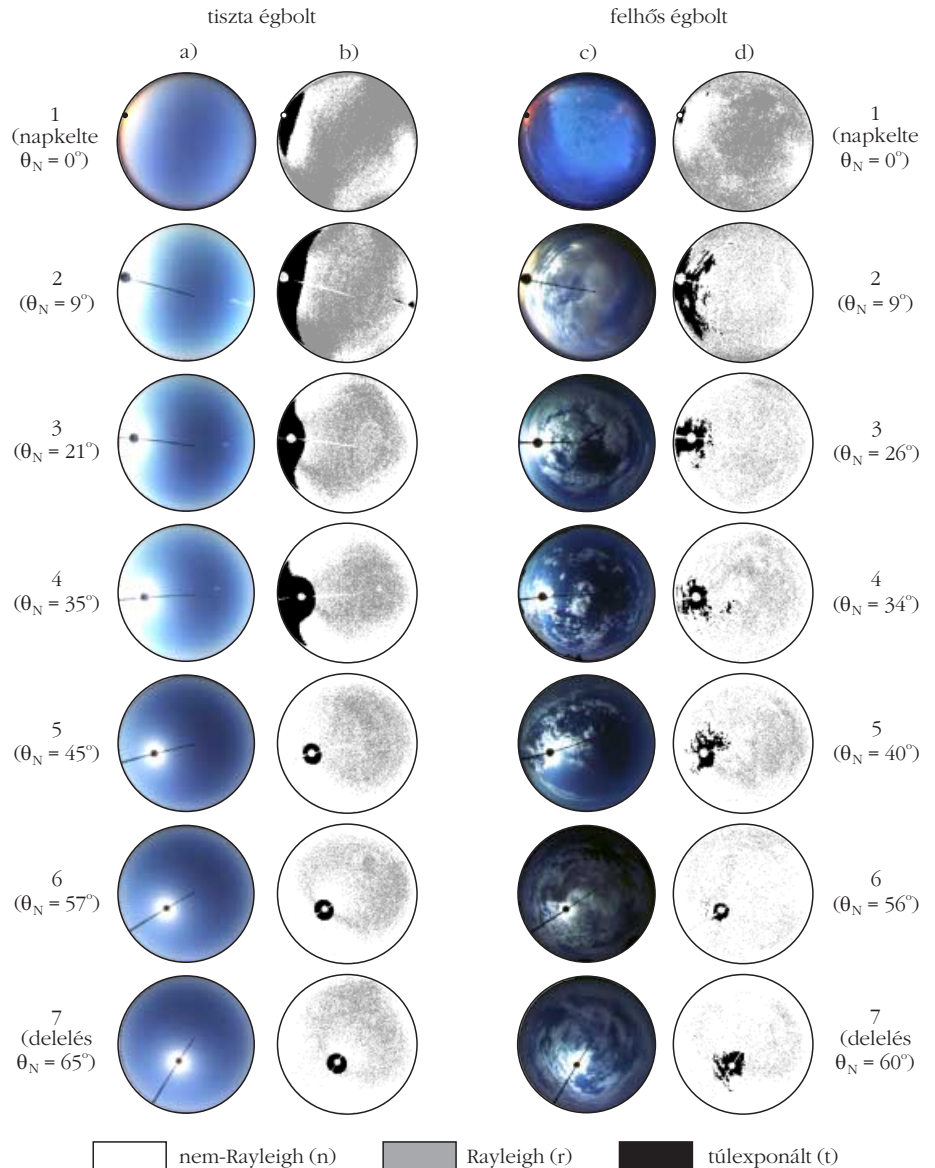 tiszta égbolt felhős égbolt
a) b) c) d)
1
(napkelte
θN = 0°)
1
(napkelte
θN = 0°)
2
(θN = 9°)
2
(θN = 9°)
3
(θN = 21°)
3
(θN = 26°)
4
(θN = 35°)
4
(θN = 34°)
5
(θN = 45°)
5
(θN = 40°)
6
(θN = 57°)
6
(θN = 56°)
7
(delelés
θN = 65°)
7
(delelés
θN = 60°)
nem-Rayleigh (n) Rayleigh (r) túlexponált (t)